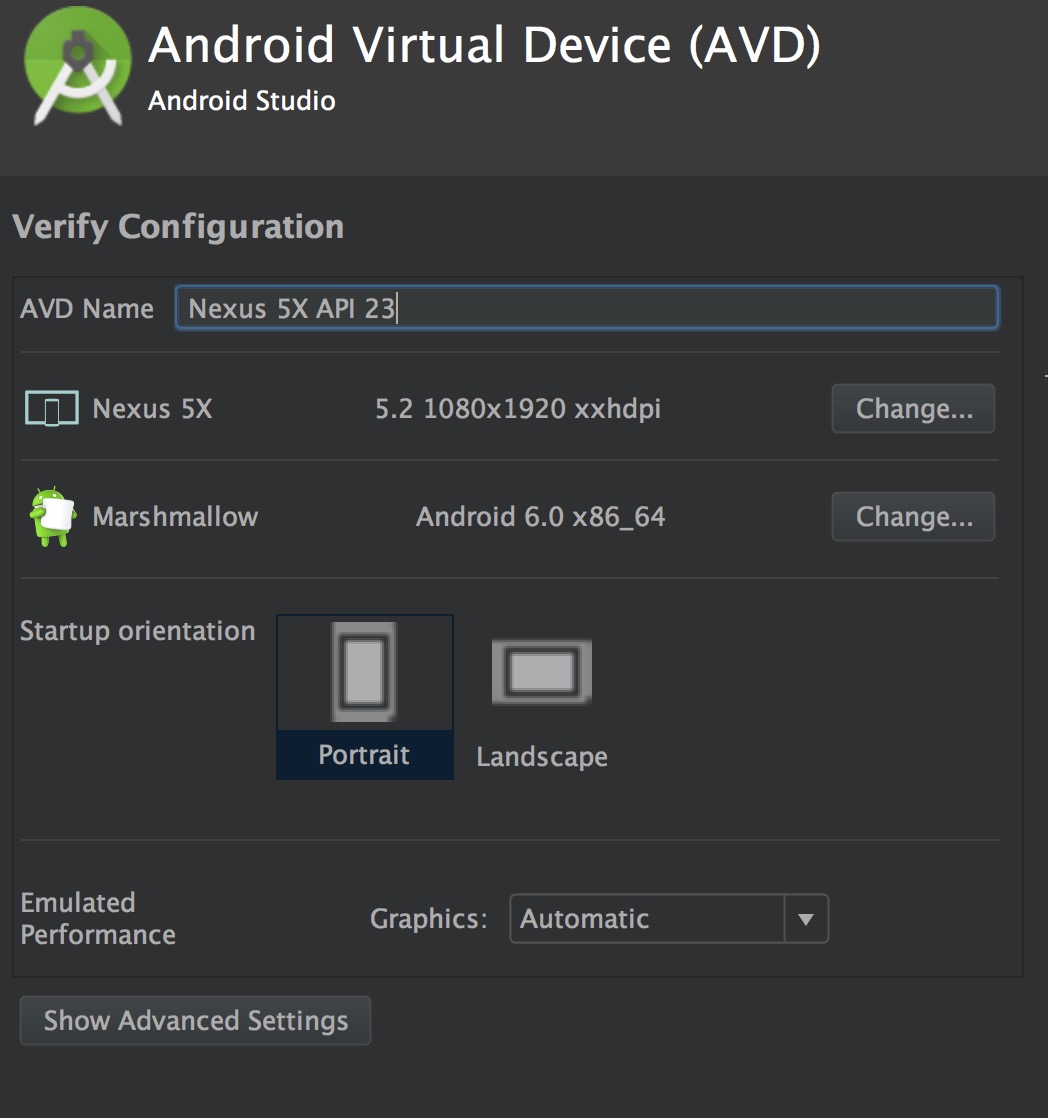 Android Virtual Device (AVD)
Android Studio
Verify Configuration
AVD Name Nexus 5X API 23
Nexus 5X 5.2 1080x1920 xxhdpi Change...
Marshmallow Android 6.0 x86_64 Change...
Startup orientation
Portrait Landscape
Emulated
Performance
Graphics: Automatic
Show Advanced Settings